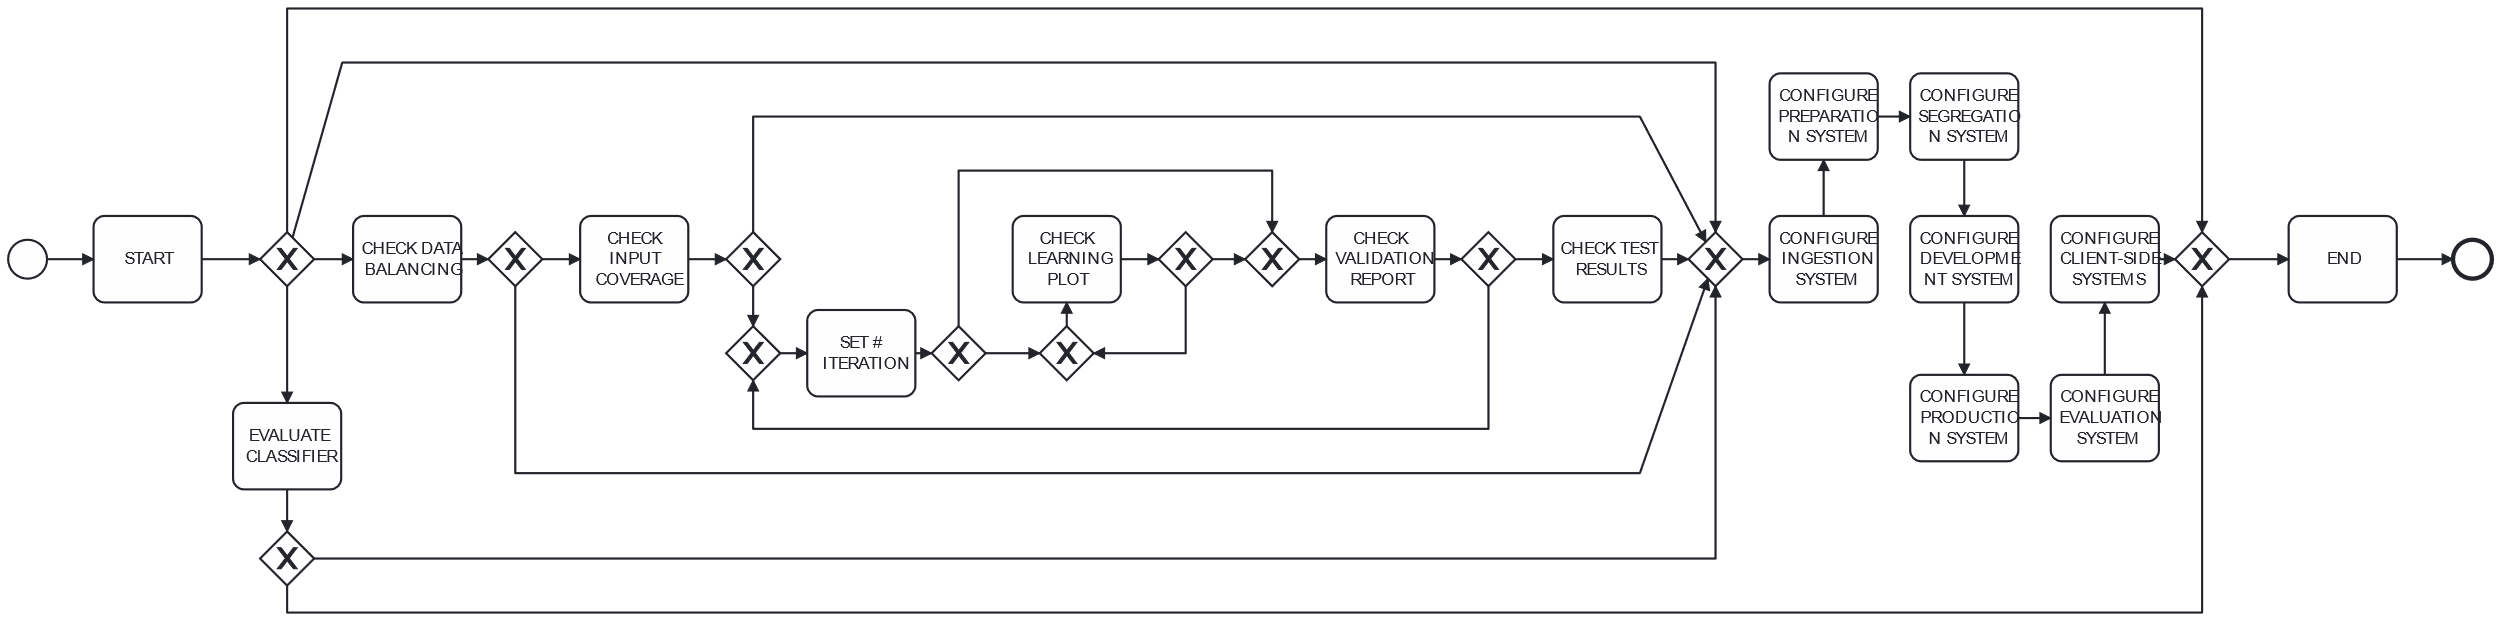 START
X
CHECK DATA
BALANCING
X
CHECK
INPUT
COVERAGE
X
X
SET #
ITERATION
X
CHECK
LEARNING
PLOT
X
X
X
CHECK
VALIDATION
REPORT
X
CHECK TEST
RESULTS
X
CONFIGURE
INGESTION
SYSTEM
CONFIGURE
PREPARATIO
N SYSTEM
CONFIGURE
SEGREGATIO
N SYSTEM
CONFIGURE
DEVELOPME
NT SYSTEM
CONFIGURE
PRODUCTIO
N SYSTEM
CONFIGURE
EVALUATION
SYSTEM
CONFIGURE
CLIENT-SIDE
SYSTEMS
X
END
EVALUATE
CLASSIFIER
X